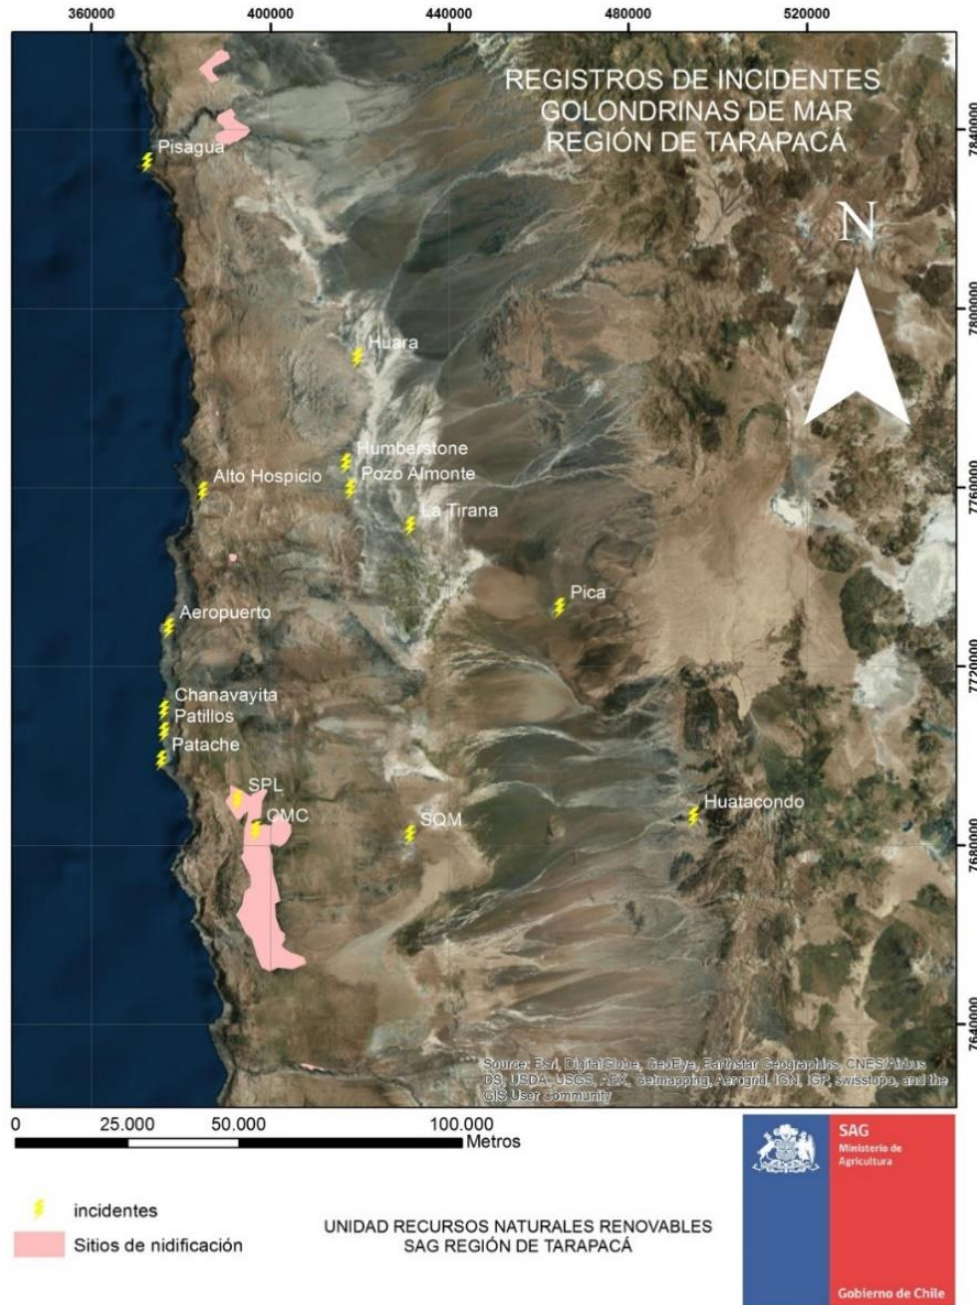 360000 400000 440000 480000 520000
REGISTROS DE INCIDENTES
GOLONDRINAS DE MAR
REGIÓN DE TARAPACÁ
7840000
Pisagua
N
7800000
Huara
Humberstone
Alto Hospicio
Pozo Almonte
7760000
La Tirana
Pica
Aeropuerto
7720000
Chanavayita
Patillos
Patache
SPL
Huatacondo
CMC
SQM
7680000
7640000
Source: Esri, DigitalGlobe, GeoEye, Earthstar Geographics, CNES/Airbus
DS, USDA, USGS, AEX, Getmapping, Aerogrid, IGN, IGP, swisstopo, and the
GIS User Community
0 25.000 50.000 100.000
Metros
SAG
Ministerio de
Agricultura
incidentes
Sitios de nidificación
UNIDAD RECURSOS NATURALES RENOVABLES
SAG REGIÓN DE TARAPACÁ
Gobierno de Chile